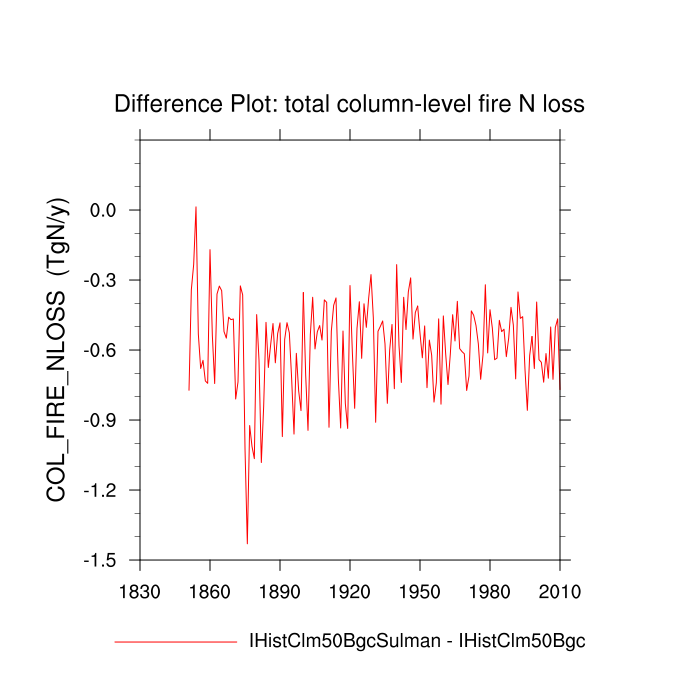 Difference Plot: total column-level fire N loss
COL_FIRE_NLOSS (TgN/y)
0.0
-0.3
-0.6
-0.9
-1.2
-1.5
1830 1860 1890 1920 1950 1980 2010
IHistClm50BgcSulman - IHistClm50Bgc